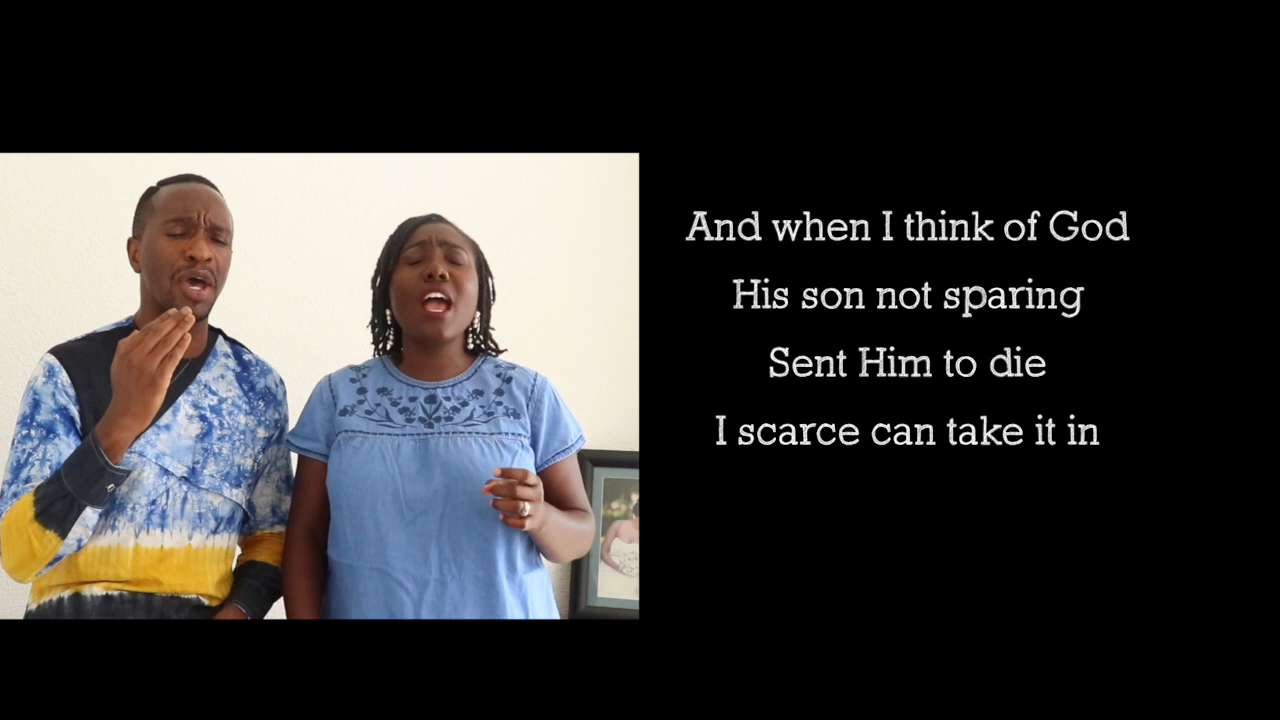 And when I think of God
His son not sparing
Sent Him to die
I scarce can take it in